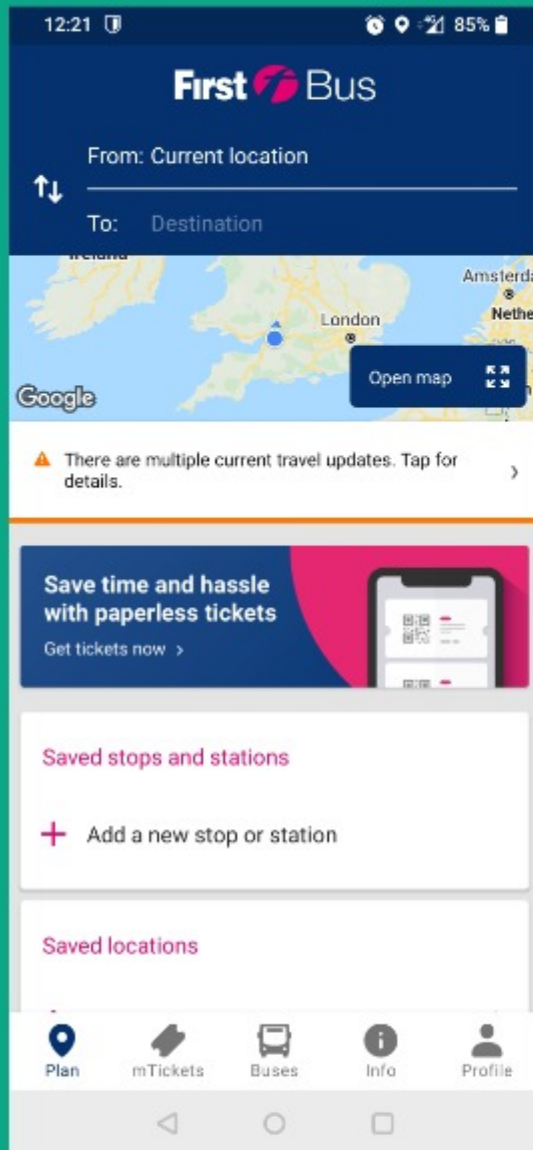 12:21
85%
First Bus
From: Current location
To: Destination
Ireland
Amsterda
London
Nethe
Open map
Google
There are multiple current travel updates. Tap for
details.
Save time and hassle
with paperless tickets
Get tickets now >
Saved stops and stations
+ Add a new stop or station
Saved locations
Plan
mTickets
Buses
Info
Profile